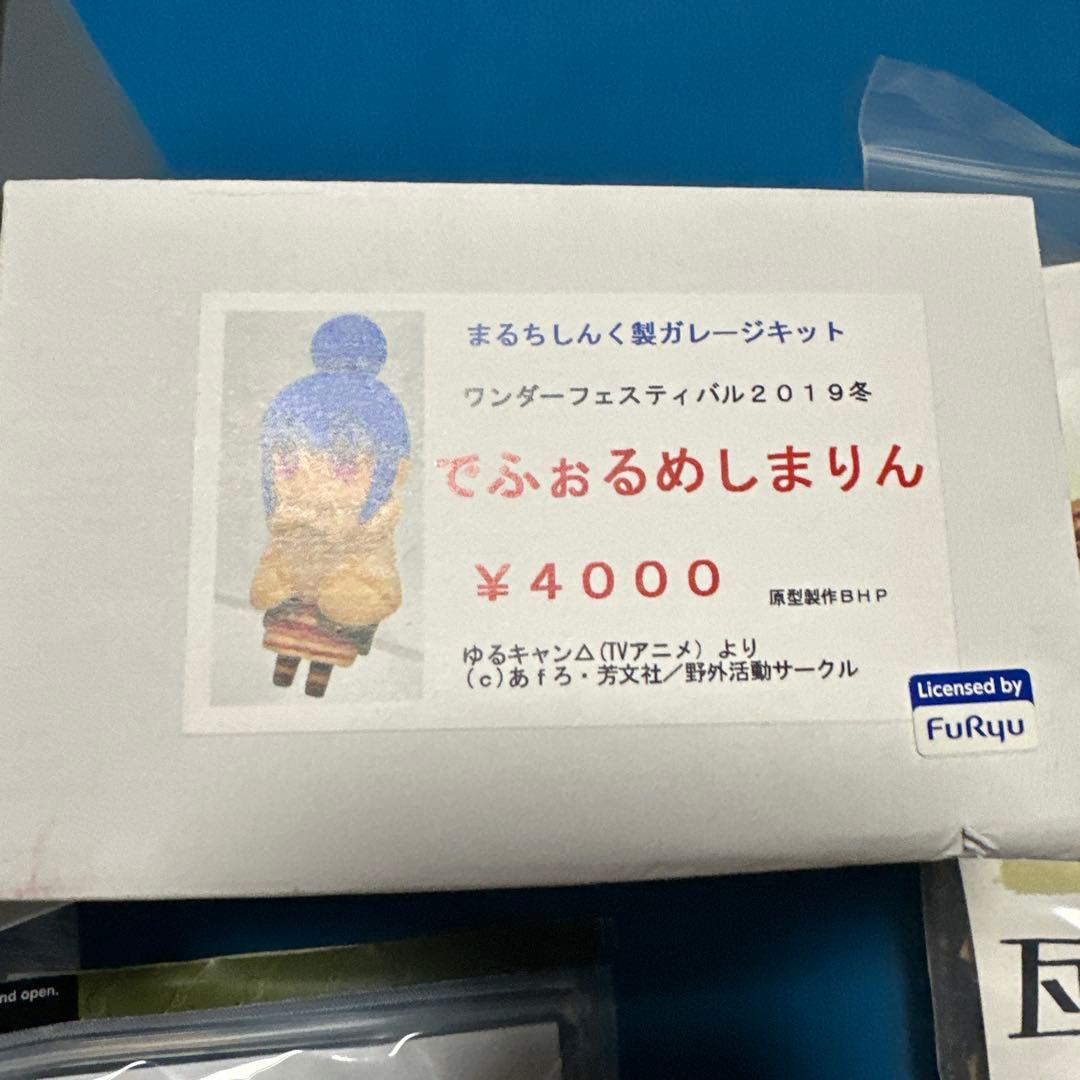 まるちしんく製ガレージキット
ワンダーフェスティバル２０１９冬
でふぉるめしまりん
￥４０００
原型製作ＢＨＰ
ゆるキャン△(TVアニメ）より
(ｃ)あｆろ・芳文社／野外活動サークル
Licensed by
FuRyu
nd open.